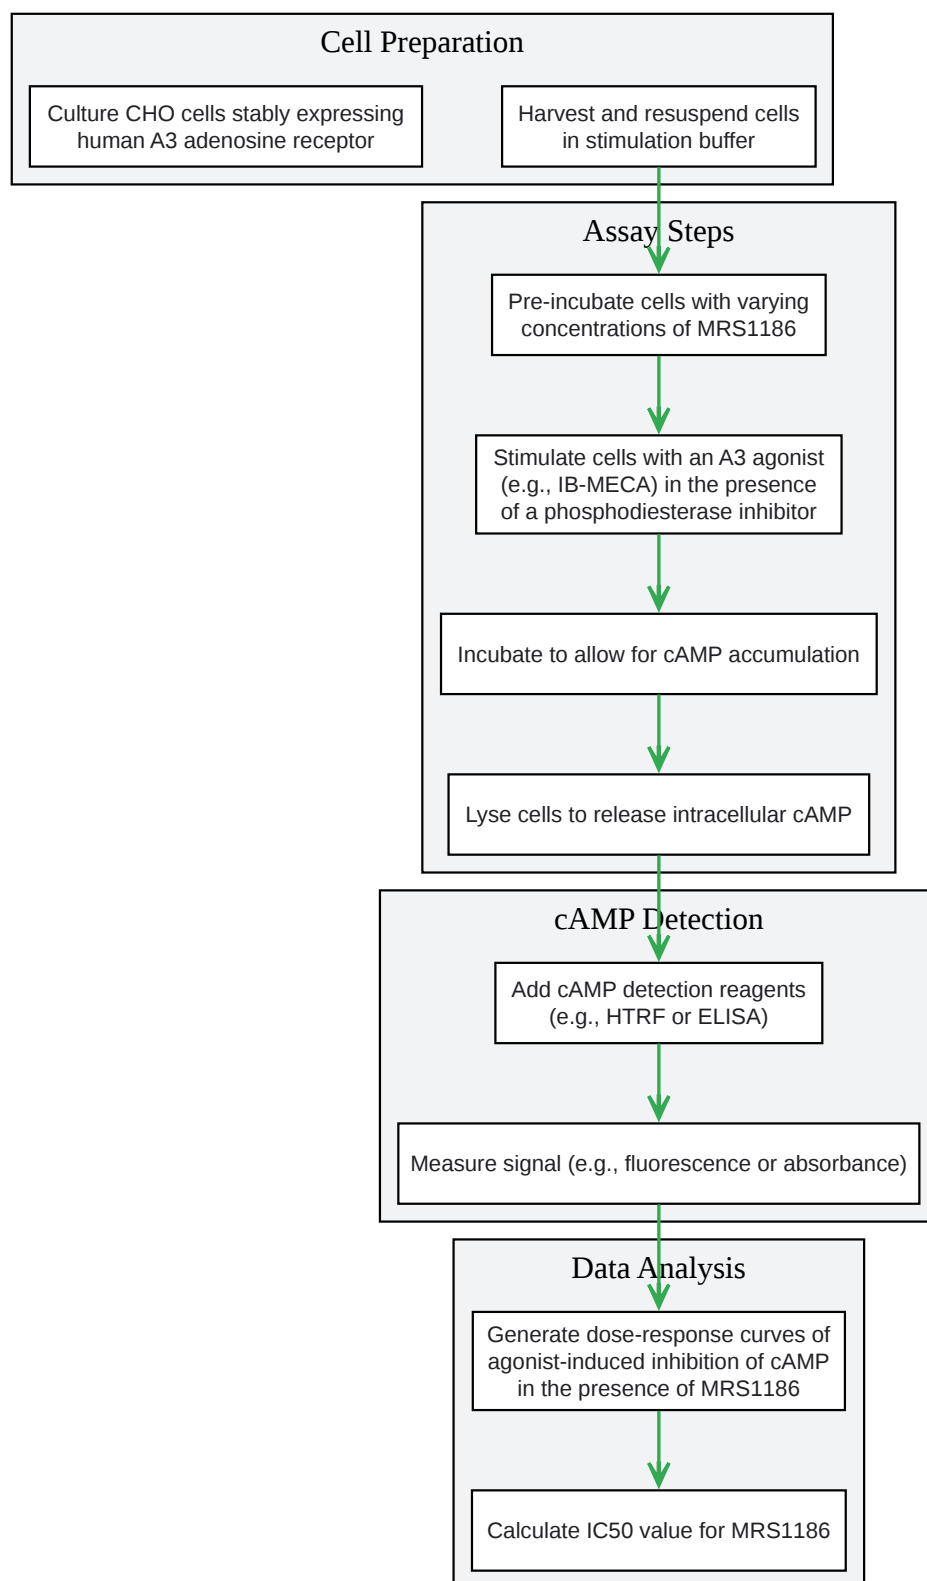 Cell Preparation
Culture CHO cells stably expressing
human A3 adenosine receptor
Harvest and resuspend cells
in stimulation buffer
Assay Steps
Pre-incubate cells with varying
concentrations of MRS1186
Stimulate cells with an A3 agonist
(e.g., IB-MECA) in the presence
of a phosphodiesterase inhibitor
Incubate to allow for cAMP accumulation
Lyse cells to release intracellular cAMP
cAMP Detection
Add cAMP detection reagents
(e.g., HTRF or ELISA)
Measure signal (e.g., fluorescence or absorbance)
Data Analysis
Generate dose-response curves of
agonist-induced inhibition of cAMP
in the presence of MRS1186
Calculate IC50 value for MRS1186